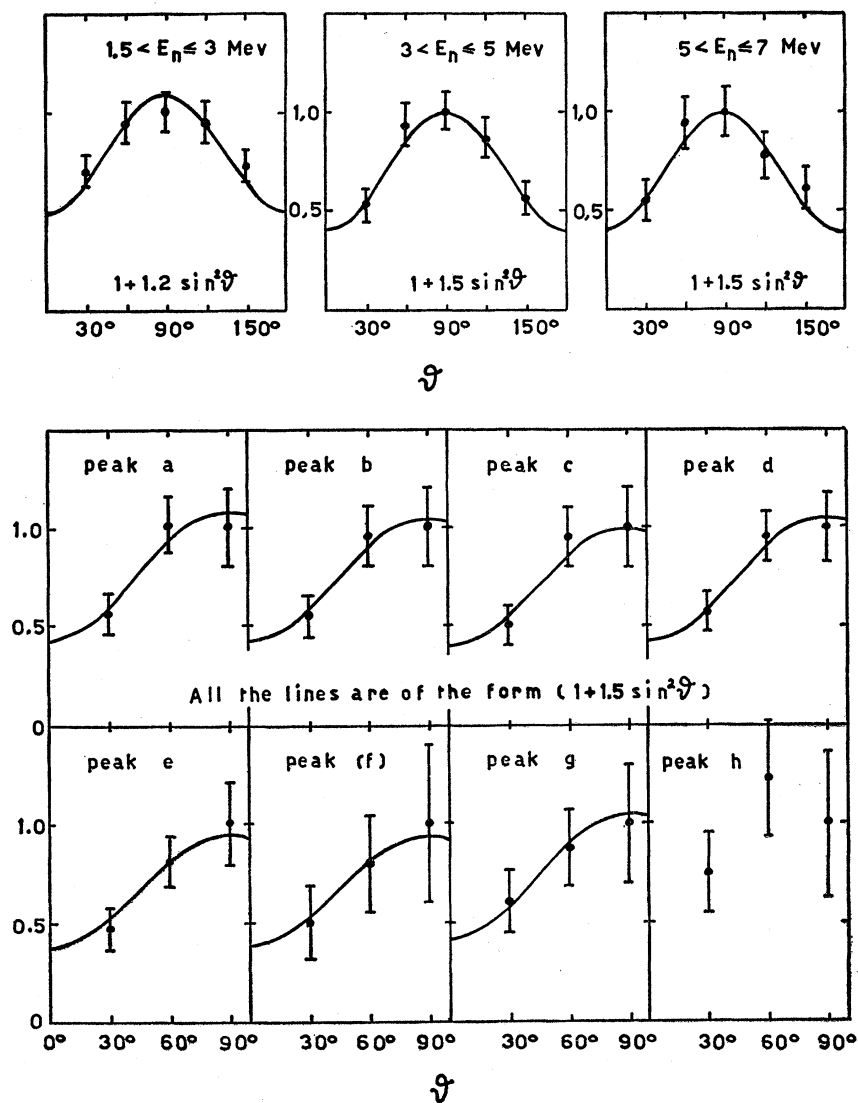 1.5 < En ≤ 3 Mev 3 < En ≤ 5 Mev 5 < En ≤ 7 Mev
1,0 1,0
0,5 0,5
1+1.2 sin²ϑ 1+1.5 sin²ϑ 1+1.5 sin²ϑ
30° 90° 150° 30° 90° 150° 30° 90° 150°
ϑ
peak a peak b peak c peak d
1.0
0.5
All the lines are of the form (1+1.5 sin²ϑ)
0
peak e peak (f) peak g peak h
1.0
0.5
0
0° 30° 60° 90° 30° 60° 90° 30° 60° 90° 30° 60° 90°
ϑ